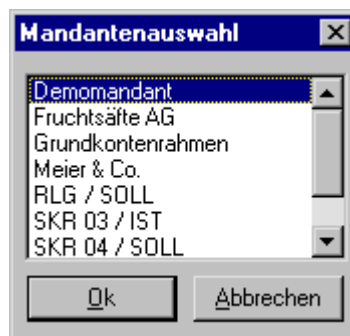 Mandantenauswahl
Demomandant
Fruchtsäfte AG
Grundkontenrahmen
Meier & Co.
RLG / SOLL
SKR 03 / IST
SKR 04 / SOLL
Ok
Abbrechen